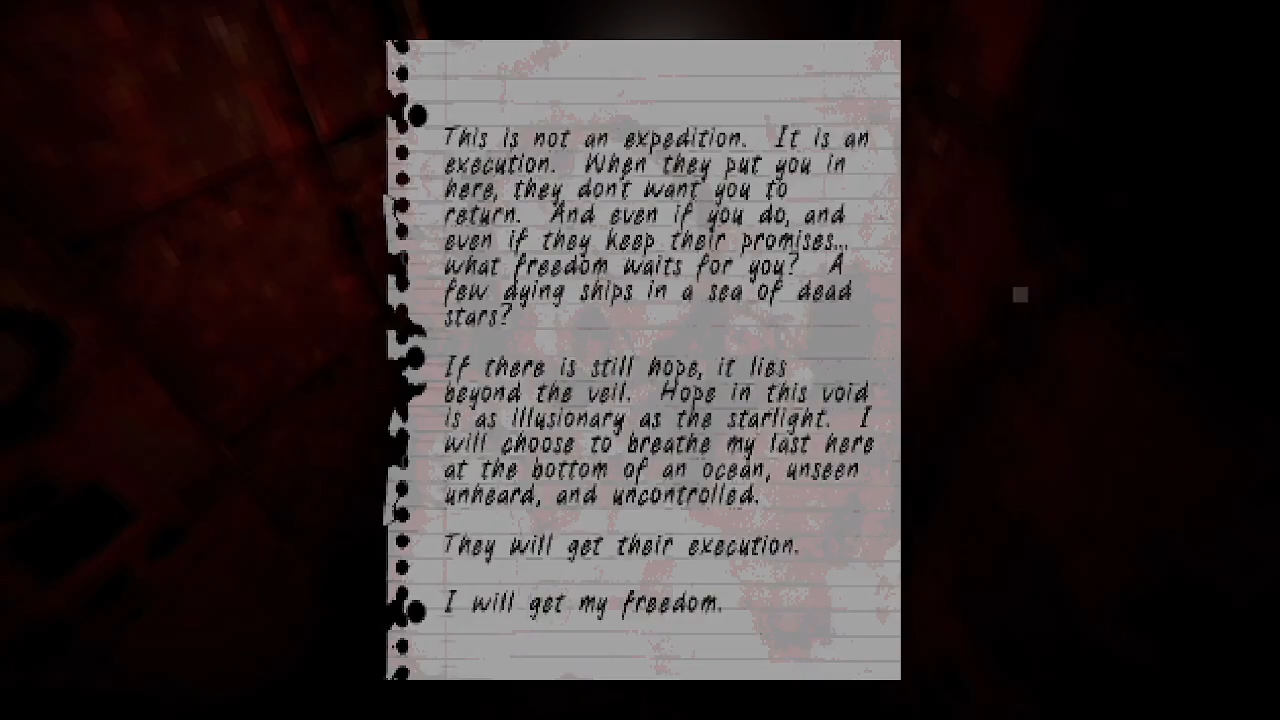 This is not an expedition.  It is an
execution.  When they put you in
here, they don't want you to
return.  And even if you do, and
even if they keep their promises...
what freedom waits for you?  A
few dying ships in a sea of dead
stars?
If there is still hope, it lies
beyond the veil.  Hope in this void
is as illusionary as the starlight.  I
will choose to breathe my last here
at the bottom of an ocean, unseen
unheard, and uncontrolled.
They will get their execution.
I will get my freedom.